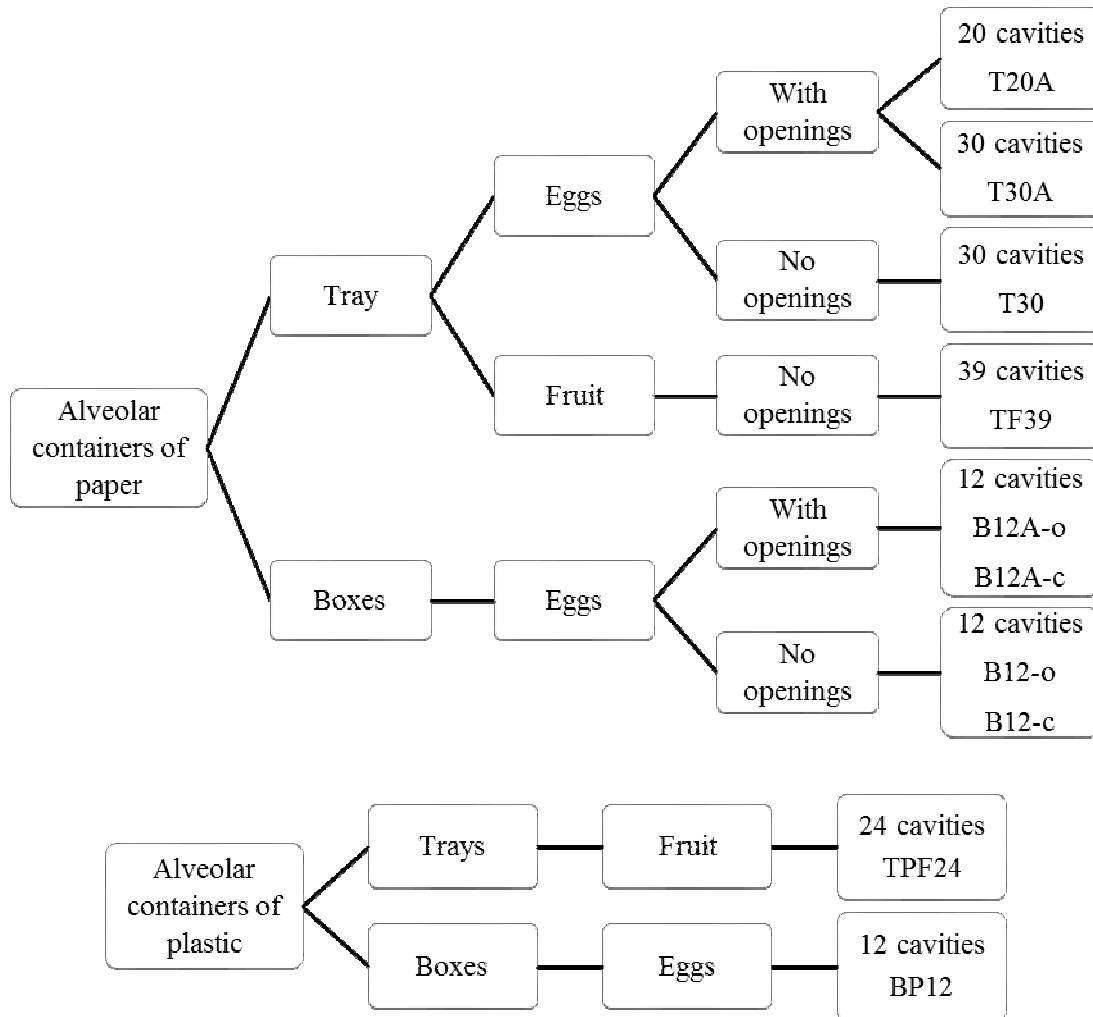 Alveolar
containers of
paper
Tray
Eggs
With
openings
20 cavities
T20A
30 cavities
T30A
No
openings
30 cavities
T30
Fruit
No
openings
39 cavities
TF39
Boxes
Eggs
With
openings
12 cavities
B12A-o
B12A-c
No
openings
12 cavities
B12-o
B12-c
Alveolar
containers of
plastic
Trays
Fruit
24 cavities
TPF24
Boxes
Eggs
12 cavities
BP12